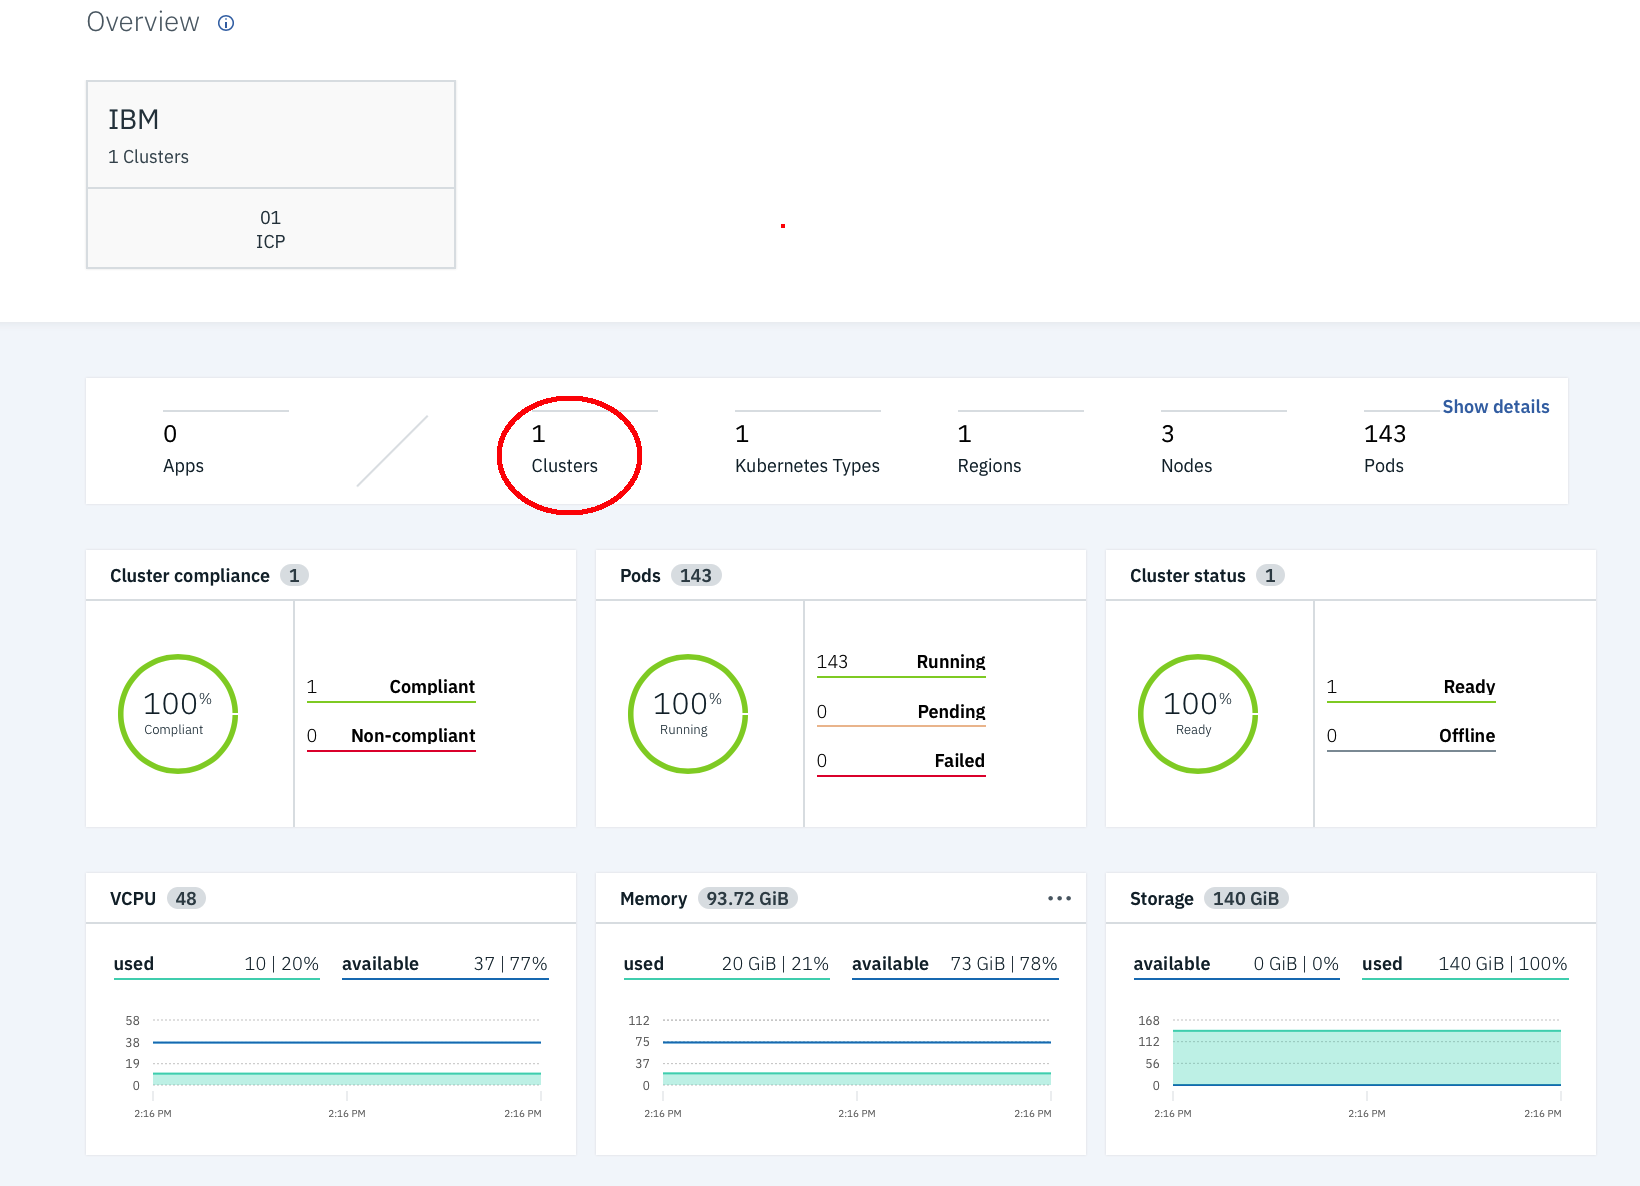 Overview
IBM
1 Clusters
01
ICP
Show details
0
Apps
1
Clusters
1
Kubernetes Types
1
Regions
3
Nodes
143
Pods
Cluster compliance 1
100%
Compliant
1 Compliant
0 Non-compliant
Pods 143
100%
Running
143 Running
0 Pending
0 Failed
Cluster status 1
100%
Ready
1 Ready
0 Offline
VCPU 48
used 10 | 20% available 37 | 77%
58
38
19
0
2:16 PM 2:16 PM 2:16 PM
Memory 93.72 GiB
used 20 GiB | 21% available 73 GiB | 78%
112
75
37
0
2:16 PM 2:16 PM 2:16 PM
Storage 140 GiB
available 0 GiB | 0% used 140 GiB | 100%
168
112
56
0
2:16 PM 2:16 PM 2:16 PM